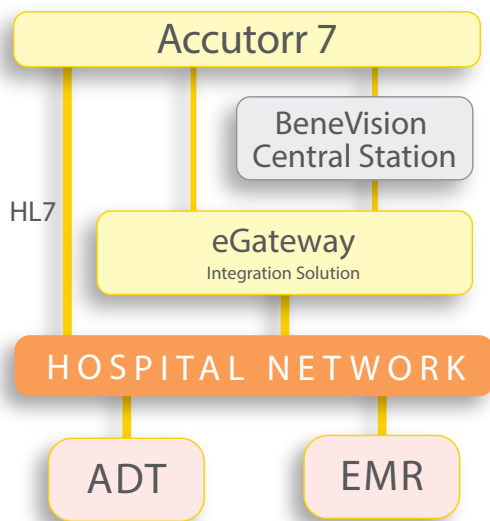 Accutorr 7
BeneVision
Central Station
HL7
eGateway
Integration Solution
HOSPITAL NETWORK
ADT
EMR